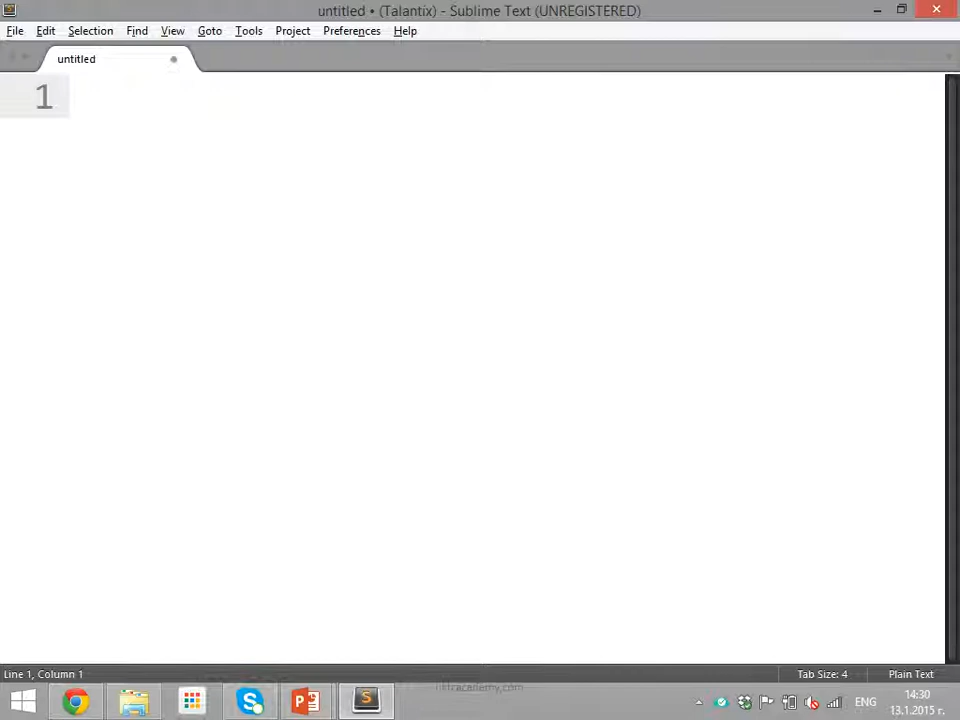 untitled • (Talantix) - Sublime Text (UNREGISTERED)
File Edit Selection Find View Goto Tools Project Preferences Help
untitled
1
Line 1, Column 1
Tab Size: 4
Plain Text
ЕНГ
14:30
13.1.2015 г.